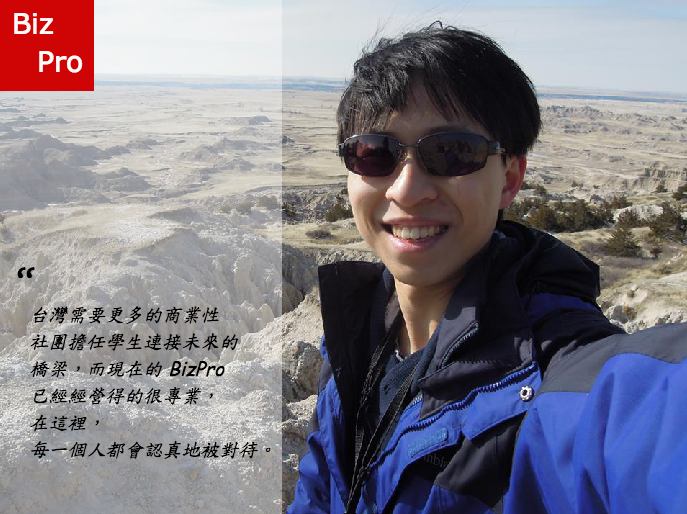 Biz
Pro
“
台灣需要更多的商業性
社團擔任學生連接未來的
橋梁，而現在的 BizPro
已經經營得的很專業，
在這裡，
每一個人都會認真地被對待。